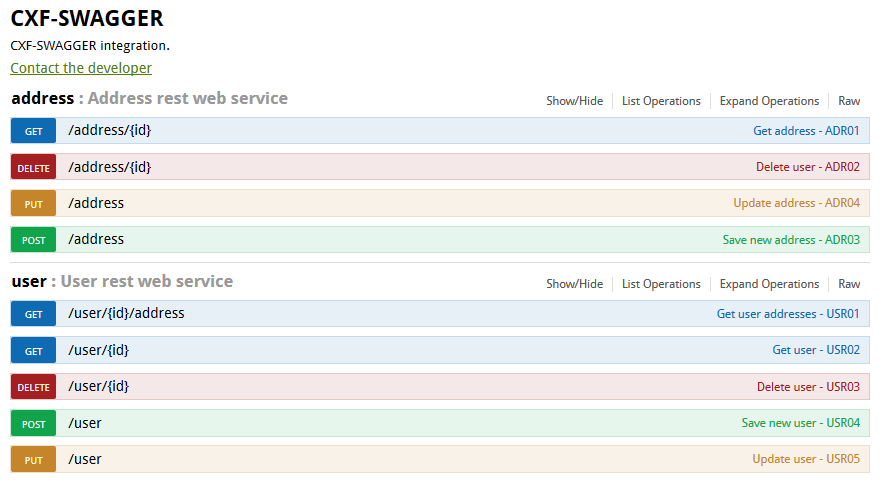 CXF-SWAGGER
CXF-SWAGGER integration.
Contact the developer
address : Address rest web service Show/Hide List Operations Expand Operations Raw
GET /address/{id} Get address - ADR01
DELETE /address/{id} Delete user - ADR02
PUT /address Update address - ADR04
POST /address Save new address - ADR03
user : User rest web service Show/Hide List Operations Expand Operations Raw
GET /user/{id}/address Get user addresses - USR01
GET /user/{id} Get user - USR02
DELETE /user/{id} Delete user - USR03
POST /user Save new user - USR04
PUT /user Update user - USR05